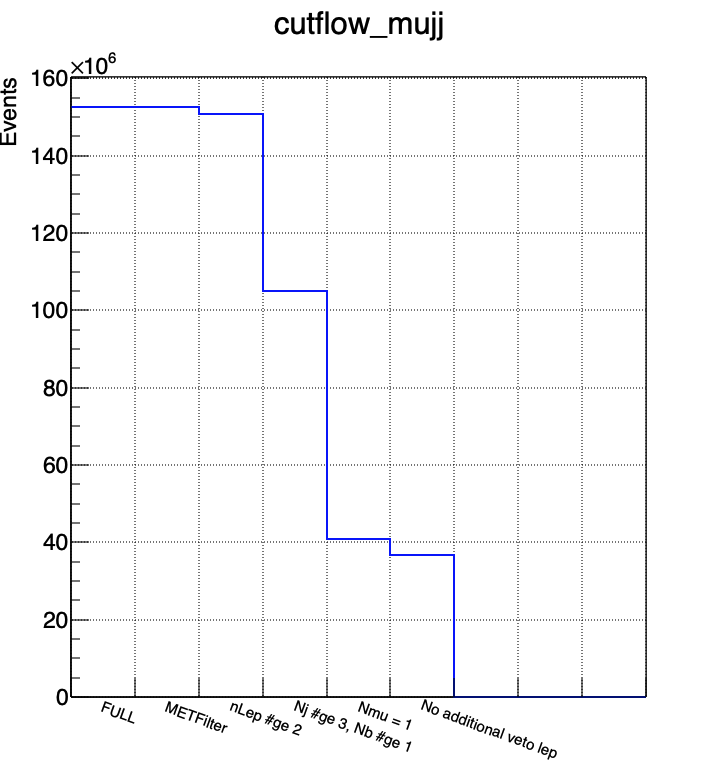 cutflow_mujj
×10⁶
Events
160
140
120
100
80
60
40
20
0
FULL
METFilter
nLep #ge 2
Nj #ge 3, Nb #ge 1
Nmu = 1
No additional veto lep